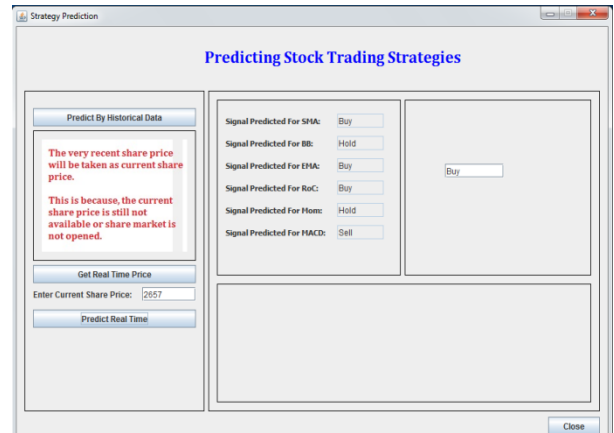 Strategy Prediction
Predicting Stock Trading Strategies
Predict By Historical Data
The very recent share price
will be taken as current share
price.
This is because, the current
share price is still not
available or share market is
not opened.
Get Real Time Price
Enter Current Share Price: 2657
Predict Real Time
Signal Predicted For SMA: Buy
Signal Predicted For BB: Hold
Signal Predicted For EMA: Buy
Signal Predicted For RoC: Buy
Signal Predicted For Mom: Hold
Signal Predicted For MACD: Sell
Buy
Close